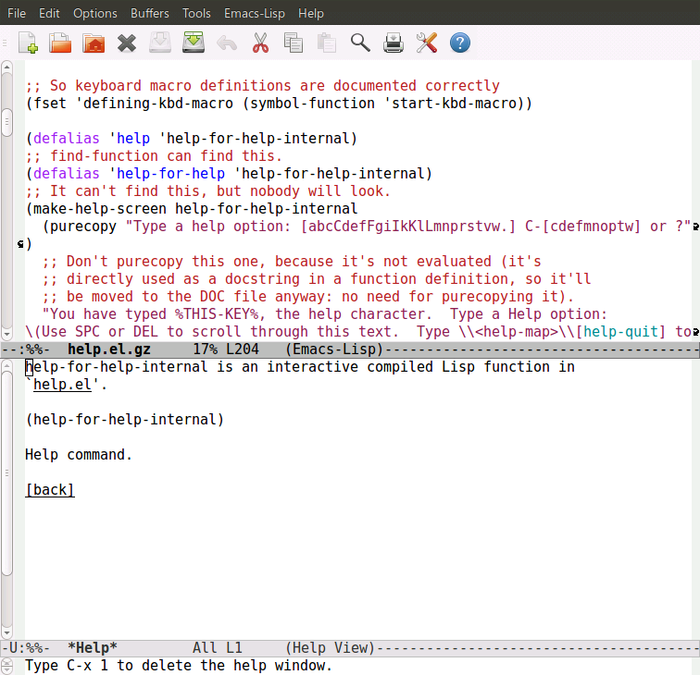 File Edit Options Buffers Tools Emacs-Lisp Help
;; So keyboard macro definitions are documented correctly
(fset 'defining-kbd-macro (symbol-function 'start-kbd-macro))
(defalias 'help 'help-for-help-internal)
;; find-function can find this.
(defalias 'help-for-help 'help-for-help-internal)
;; It can't find this, but nobody will look.
(make-help-screen help-for-help-internal
(purecopy "Type a help option: [abcCdefFgiIkKlLmnprstvw.] C-[cdefmnoptw] or ?"
)
;; Don't purecopy this one, because it's not evaluated (it's
;; directly used as a docstring in a function definition, so it'll
;; be moved to the DOC file anyway: no need for purecopying it).
"You have typed %THIS-KEY%, the help character.  Type a Help option:
\(Use SPC or DEL to scroll through this text.  Type \\<help-map>\\[help-quit] to
--:%%-  help.el.gz     17% L204   (Emacs-Lisp)--------------------------------------
help-for-help-internal is an interactive compiled Lisp function in
`help.el'.
(help-for-help-internal)
Help command.
[back]
-U:%%-  *Help*         All L1     (Help View)---------------------------------------
Type C-x 1 to delete the help window.